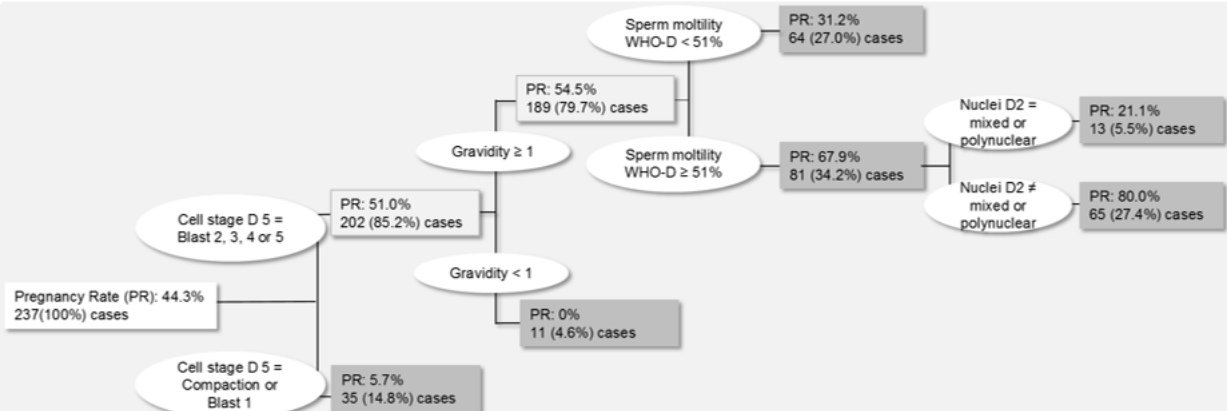 Sperm moltility
WHO-D < 51%
PR: 31.2%
64 (27.0%) cases
PR: 54.5%
189 (79.7%) cases
Nuclei D2 =
mixed or
polynuclear
PR: 21.1%
13 (5.5%) cases
Gravidity ≥ 1
Sperm moltility
WHO-D ≥ 51%
PR: 67.9%
81 (34.2%) cases
Nuclei D2 ≠
mixed or
polynuclear
PR: 80.0%
65 (27.4%) cases
Cell stage D 5 =
Blast 2, 3, 4 or 5
PR: 51.0%
202 (85.2%) cases
Gravidity < 1
Pregnancy Rate (PR): 44.3%
237(100%) cases
PR: 0%
11 (4.6%) cases
Cell stage D 5 =
Compaction or
Blast 1
PR: 5.7%
35 (14.8%) cases